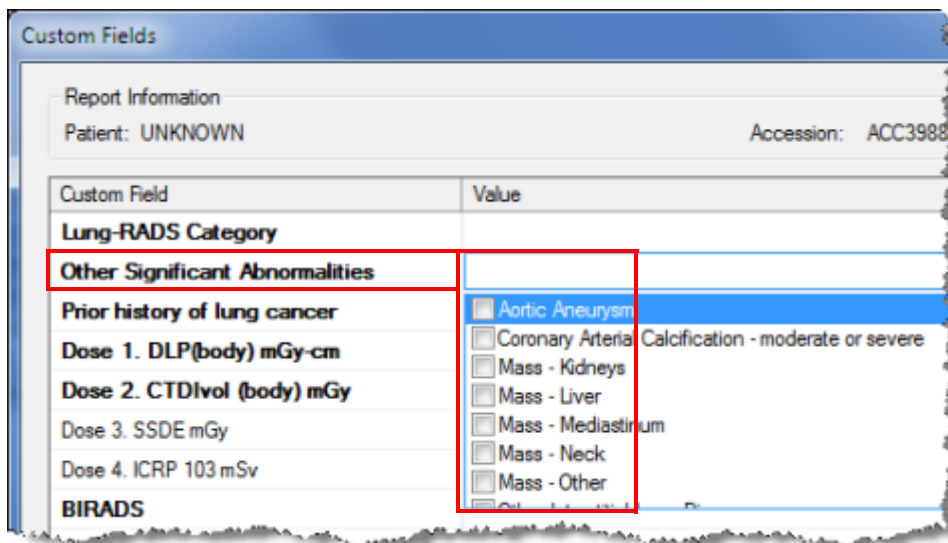 Custom Fields
Report Information
Patient: UNKNOWN Accession: ACC3988
Custom Field Value
Lung-RADS Category
Other Significant Abnormalities
Prior history of lung cancer
Aortic Aneurysm
Coronary Arterial Calcification - moderate or severe
Dose 1. DLP(body) mGy-cm
Mass - Kidneys
Dose 2. CTDIvol (body) mGy
Mass - Liver
Mass - Mediastinum
Dose 3. SSDE mGy
Mass - Neck
Dose 4. ICRP 103 mSv
Mass - Other
BIRADS